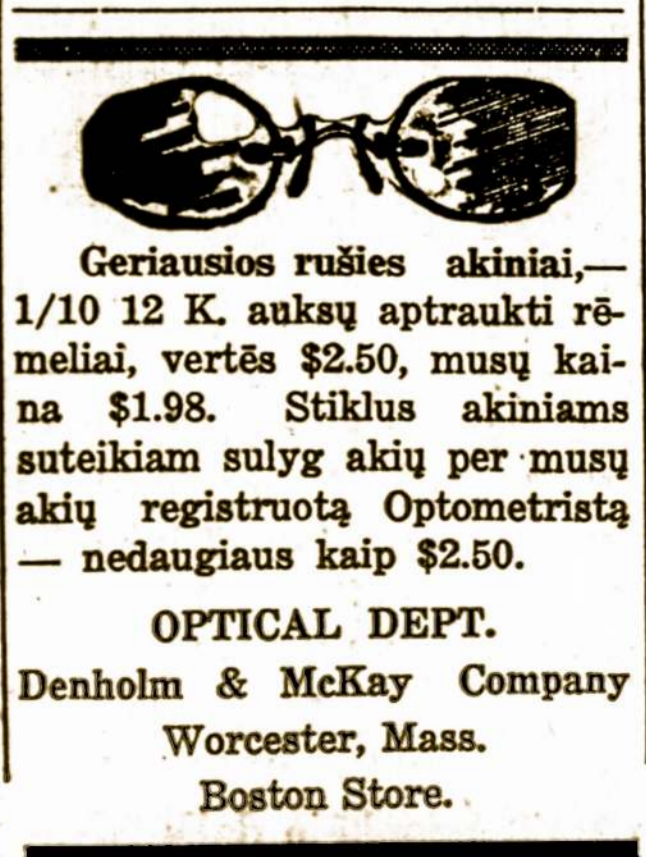 Geriausios rušies akiniai,—
1/10 12 K. auksų aptraukti rē-
meliai, vertēs $2.50, musų kai-
na $1.98. Stiklus akiniams
suteikiam sulyg akių per musų
akių registruotą Optometristą
— nedaugiaus kaip $2.50.
OPTICAL DEPT.
Denholm & McKay Company
Worcester, Mass.
Boston Store.